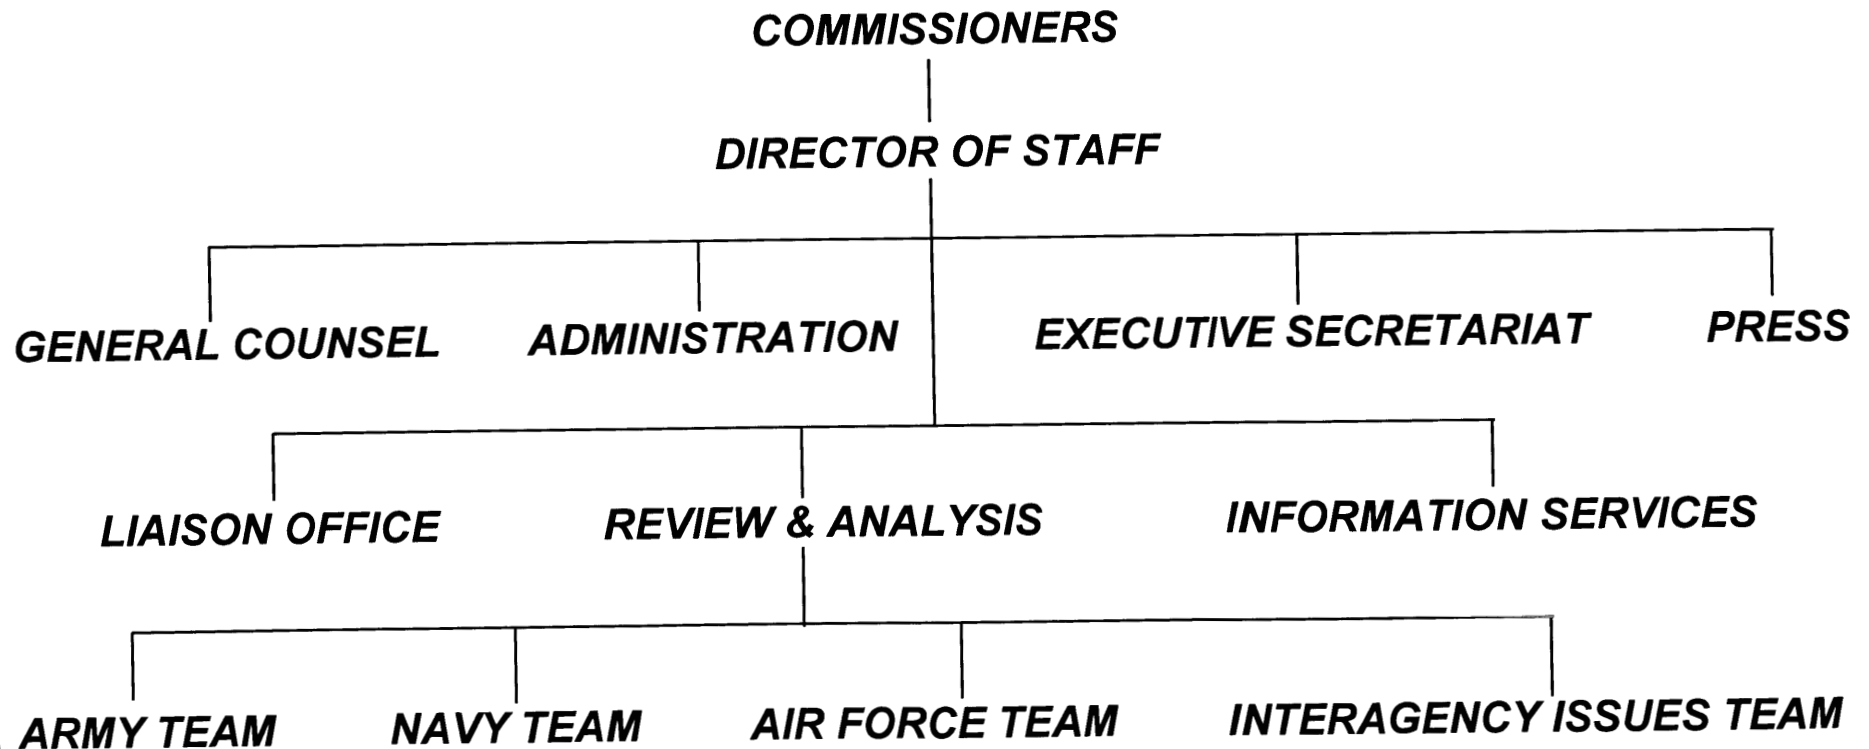 COMMISSIONERS
DIRECTOR OF STAFF
GENERAL COUNSEL ADMINISTRATION EXECUTIVE SECRETARIAT PRESS
LIAISON OFFICE REVIEW & ANALYSIS INFORMATION SERVICES
ARMY TEAM NAVY TEAM AIR FORCE TEAM INTERAGENCY ISSUES TEAM